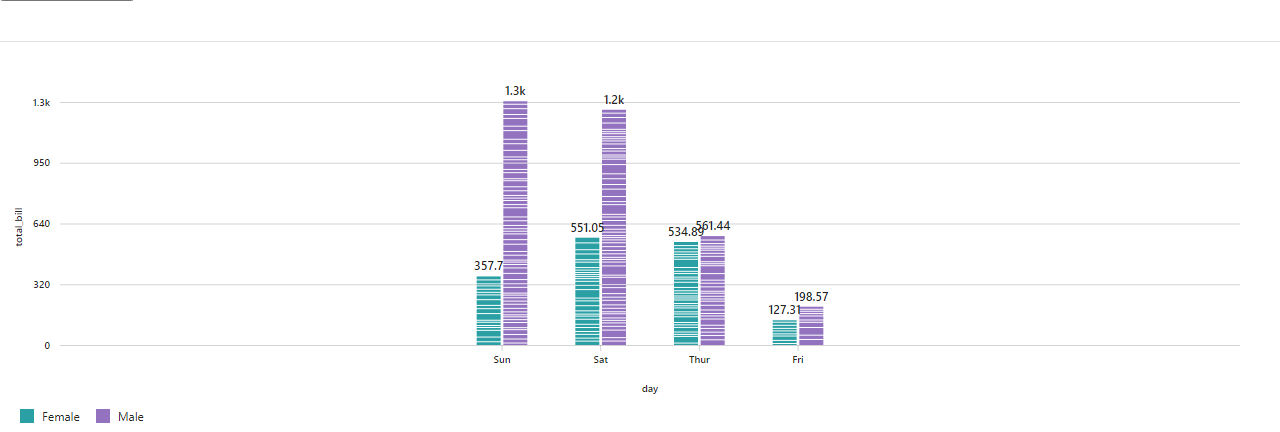 1.3k
1.2k
1.3k
950
640
320
0
total_bill
357.7
551.05
534.89
561.44
127.31
198.57
Sun
Sat
Thur
Fri
day
Female
Male